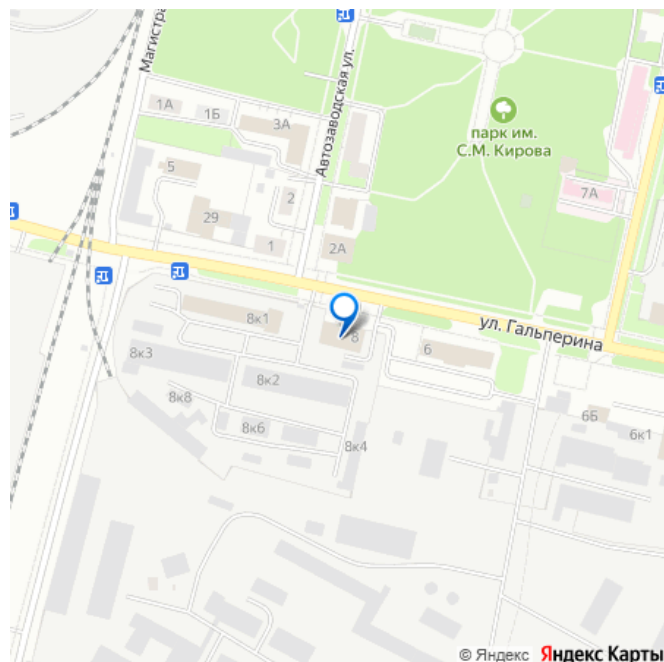 Магистра
Автозаводская ул.
1А
1Б
3А
парк им.
С.М. Кирова
5
7А
2
29
1
2А
ул. Гальперина
8к1
8
6
8к3
8к2
8к8
8к6
8к4
6Б
6к1
© Яндекс Яндекс Карты